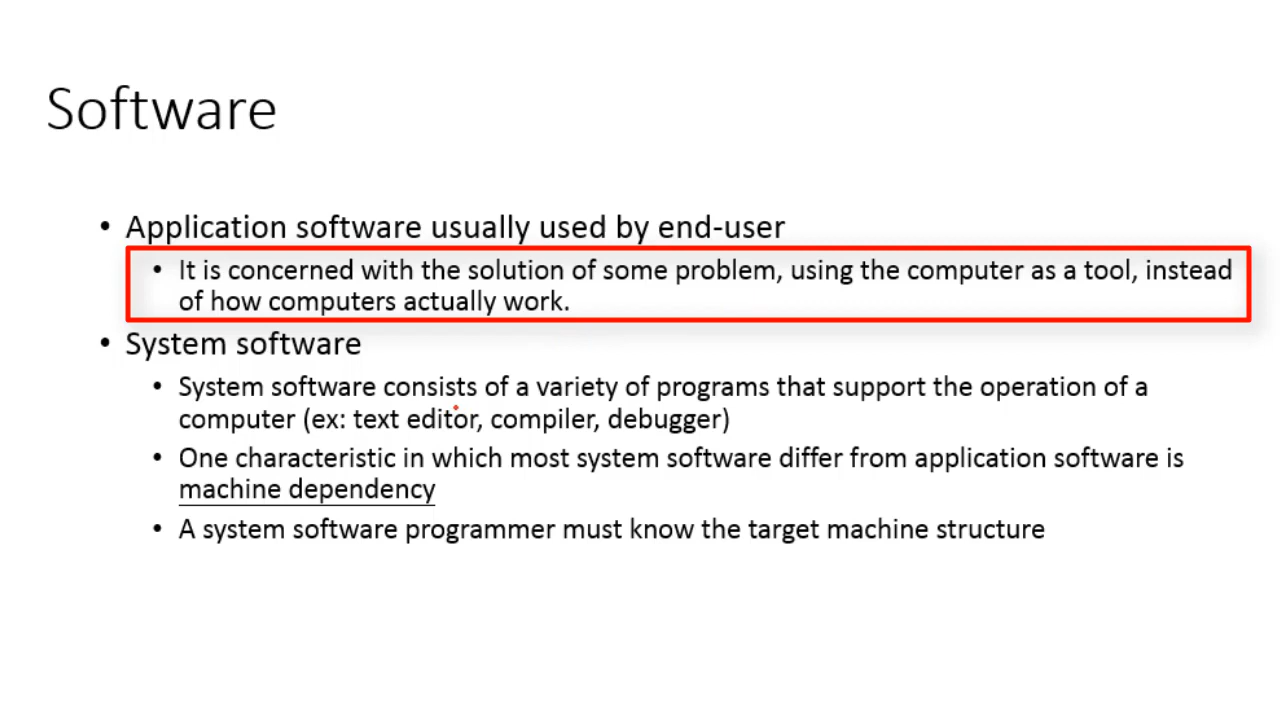 Software
• Application software usually used by end-user
• It is concerned with the solution of some problem, using the computer as a tool, instead
of how computers actually work.
• System software
• System software consists of a variety of programs that support the operation of a
computer (ex: text editor, compiler, debugger)
• One characteristic in which most system software differ from application software is
machine dependency
• A system software programmer must know the target machine structure